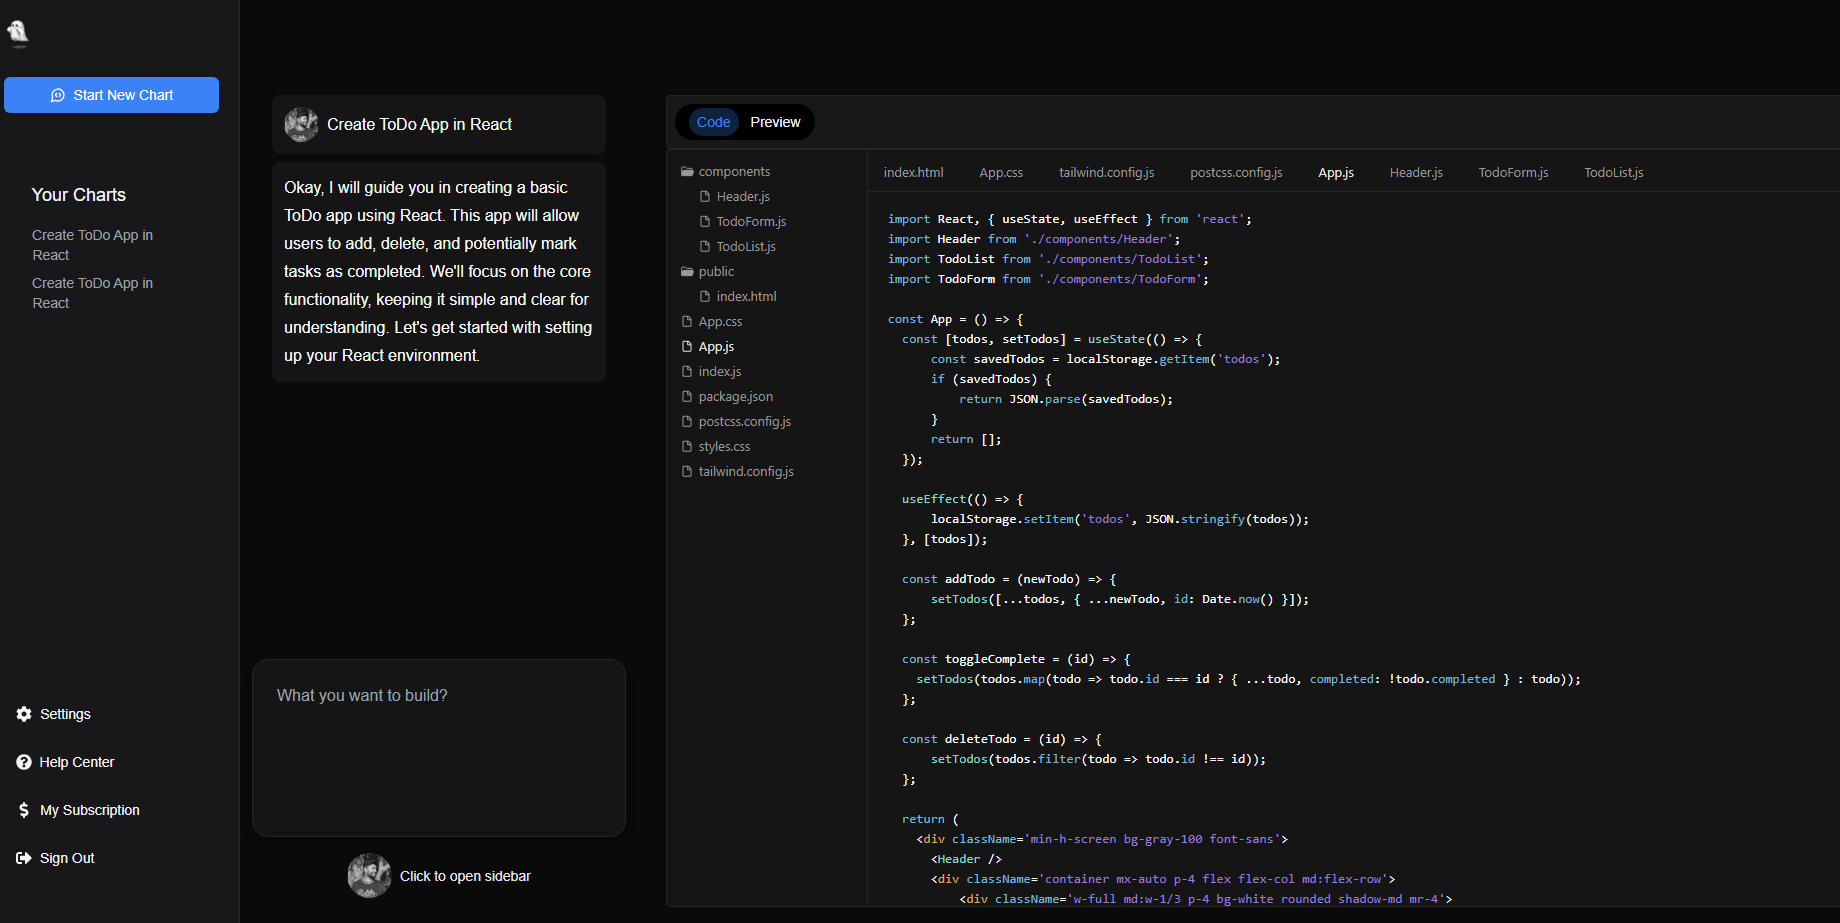 Start New Chart
Your Charts
Create ToDo App in
React
Create ToDo App in
React
Settings
Help Center
My Subscription
Sign Out
Create ToDo App in React
Okay, I will guide you in creating a basic
ToDo app using React. This app will allow
users to add, delete, and potentially mark
tasks as completed. We'll focus on the core
functionality, keeping it simple and clear for
understanding. Let's get started with setting
up your React environment.
What you want to build?
Click to open sidebar
Code Preview
components
Header.js
TodoForm.js
TodoList.js
public
index.html
App.css
App.js
index.js
package.json
postcss.config.js
styles.css
tailwind.config.js
index.html App.css tailwind.config.js postcss.config.js App.js Header.js TodoForm.js TodoList.js
import React, { useState, useEffect } from 'react';
import Header from './components/Header';
import TodoList from './components/TodoList';
import TodoForm from './components/TodoForm';
const App = () => {
const [todos, setTodos] = useState(() => {
const savedTodos = localStorage.getItem('todos');
if (savedTodos) {
return JSON.parse(savedTodos);
}
return [];
});
useEffect(() => {
localStorage.setItem('todos', JSON.stringify(todos));
}, [todos]);
const addTodo = (newTodo) => {
setTodos([...todos, { ...newTodo, id: Date.now() }]);
};
const toggleComplete = (id) => {
setTodos(todos.map(todo => todo.id === id ? { ...todo, completed: !todo.completed } : todo));
};
const deleteTodo = (id) => {
setTodos(todos.filter(todo => todo.id !== id));
};
return (
<div className='min-h-screen bg-gray-100 font-sans'>
<Header />
<div className='container mx-auto p-4 flex flex-col md:flex-row'>
<div className='w-full md:w-1/3 p-4 bg-white rounded shadow-md mr-4'>